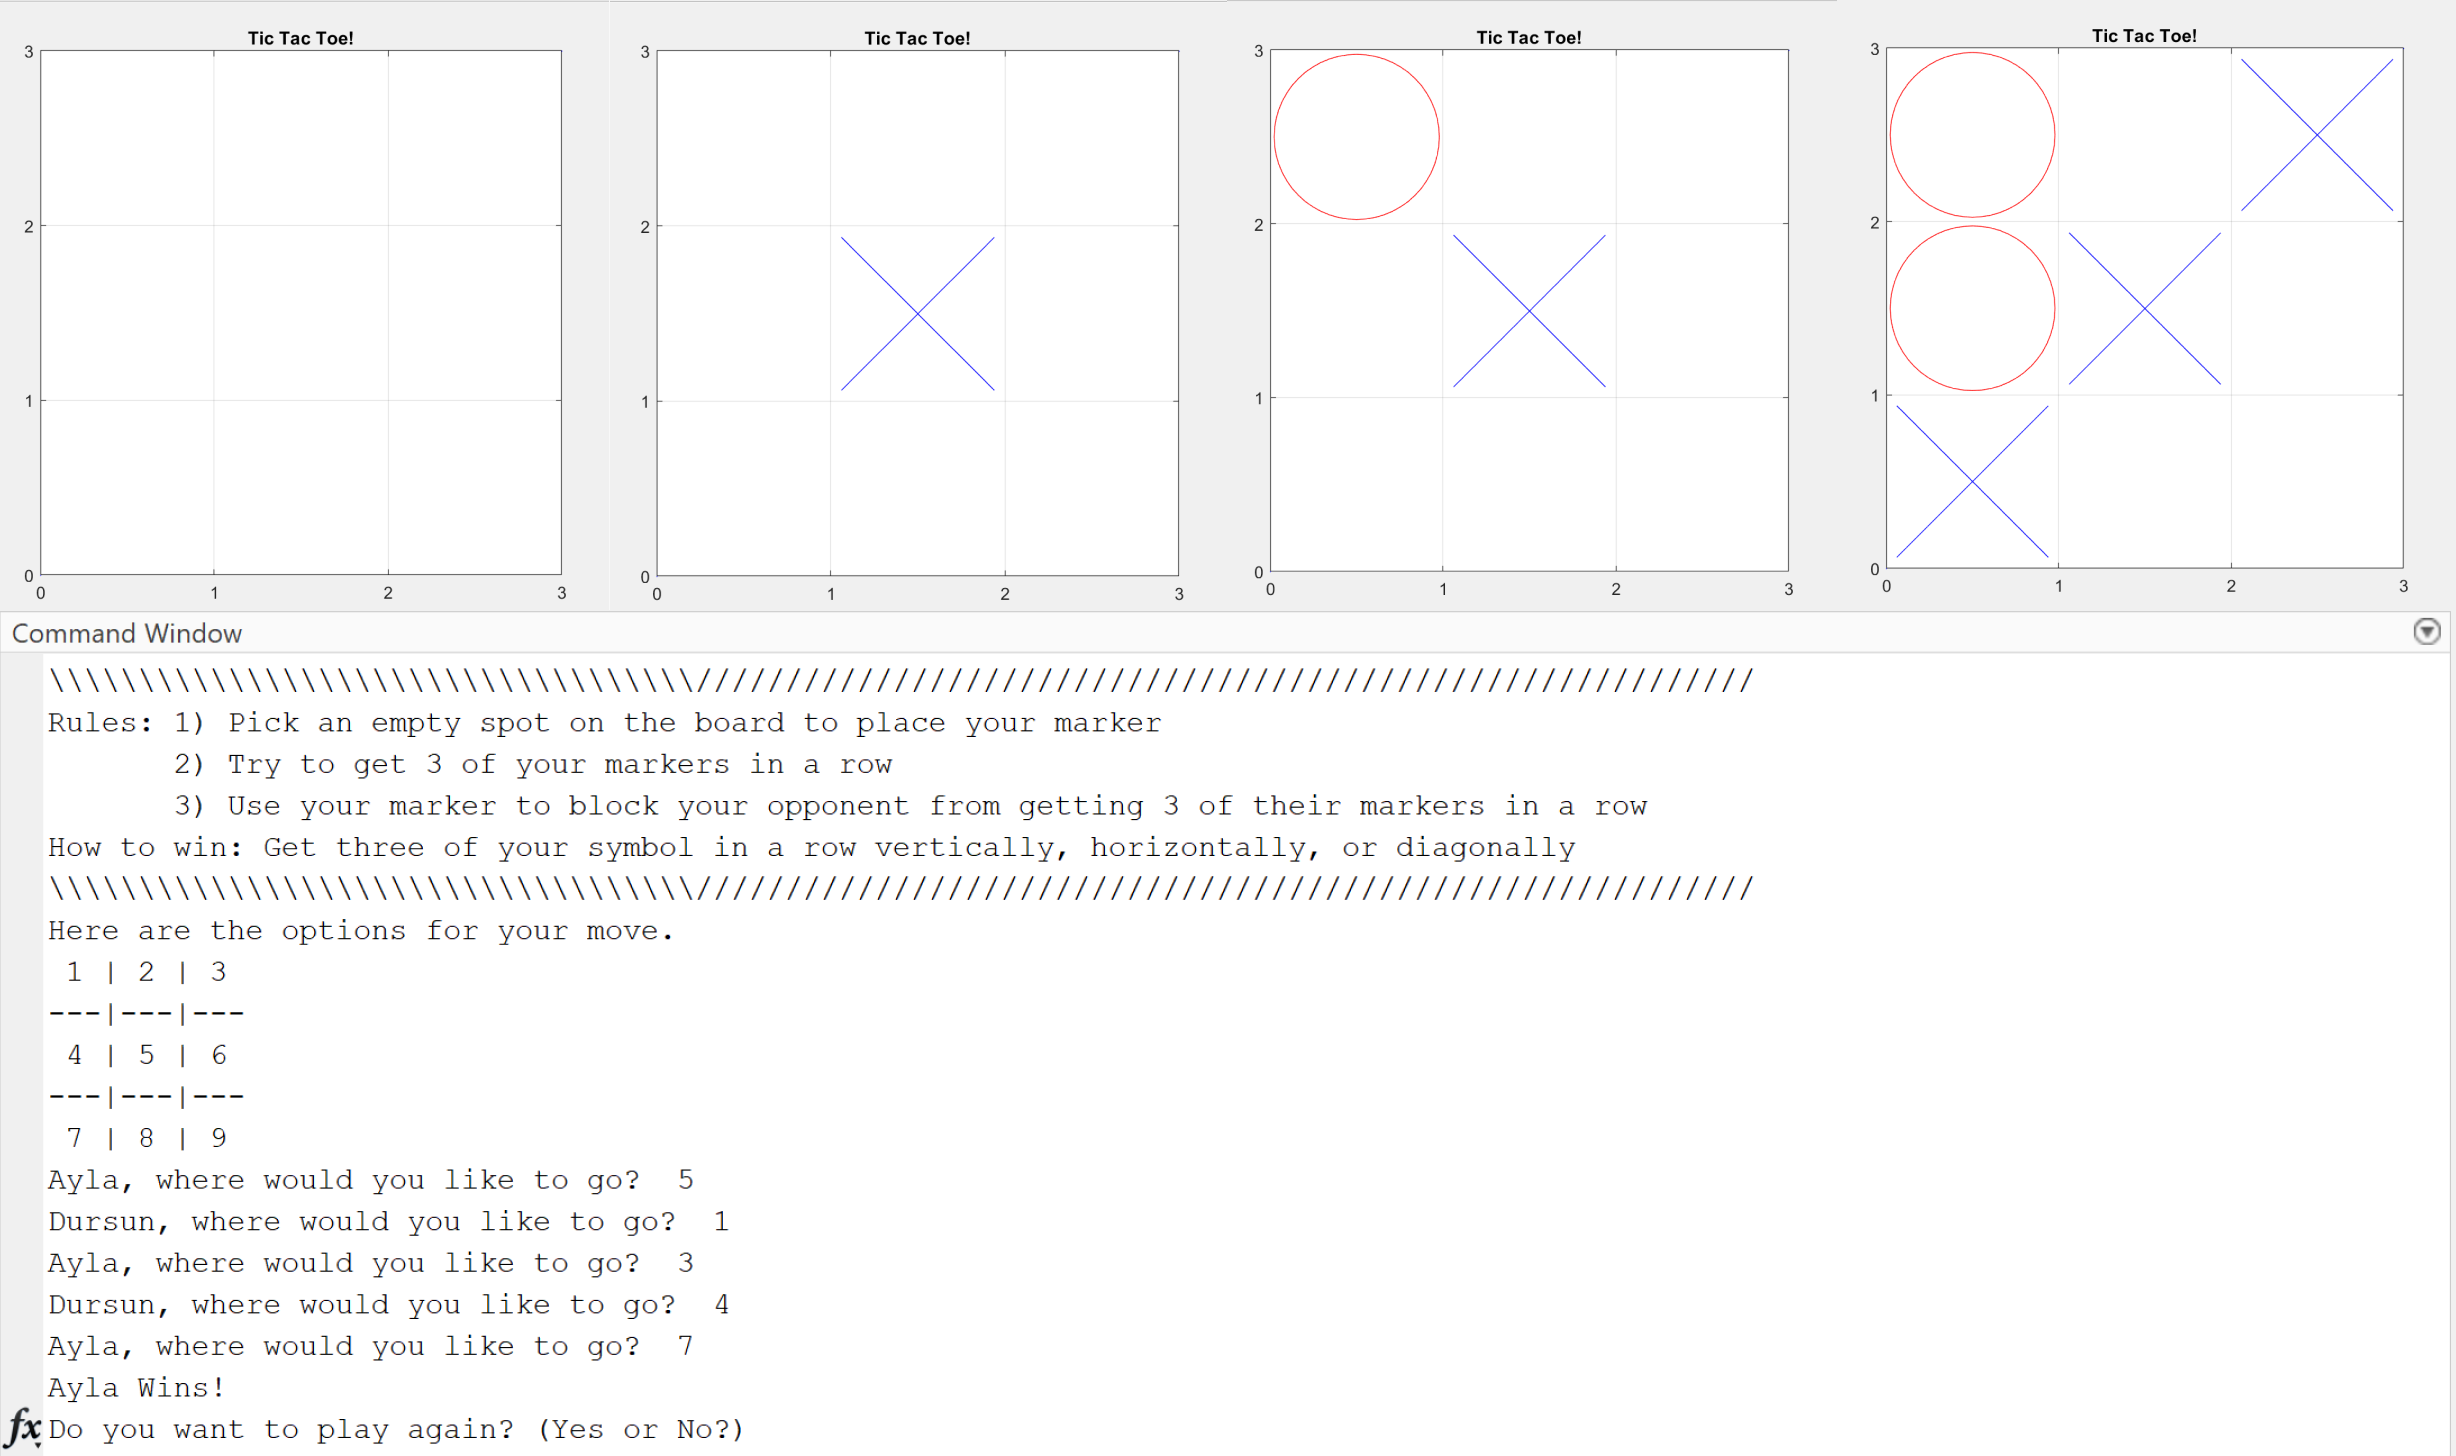 Tic Tac Toe! Tic Tac Toe! Tic Tac Toe! Tic Tac Toe!
3 3 3 3
2 2 2 2
1 1 1 1
0 0 0 0
0 1 2 3 0 1 2 3 0 1 2 3 0 1 2 3
Command Window
\\\\\\\\\\\\\\\\\\\\\\\\\\\\\\\\\\\\///////////////////////////////////////////////////////////
Rules: 1) Pick an empty spot on the board to place your marker
2) Try to get 3 of your markers in a row
3) Use your marker to block your opponent from getting 3 of their markers in a row
How to win: Get three of your symbol in a row vertically, horizontally, or diagonally
\\\\\\\\\\\\\\\\\\\\\\\\\\\\\\\\\\\\///////////////////////////////////////////////////////////
Here are the options for your move.
1 | 2 | 3
---|---|---
4 | 5 | 6
---|---|---
7 | 8 | 9
Ayla, where would you like to go?  5
Dursun, where would you like to go?  1
Ayla, where would you like to go?  3
Dursun, where would you like to go?  4
Ayla, where would you like to go?  7
Ayla Wins!
fx Do you want to play again? (Yes or No?)